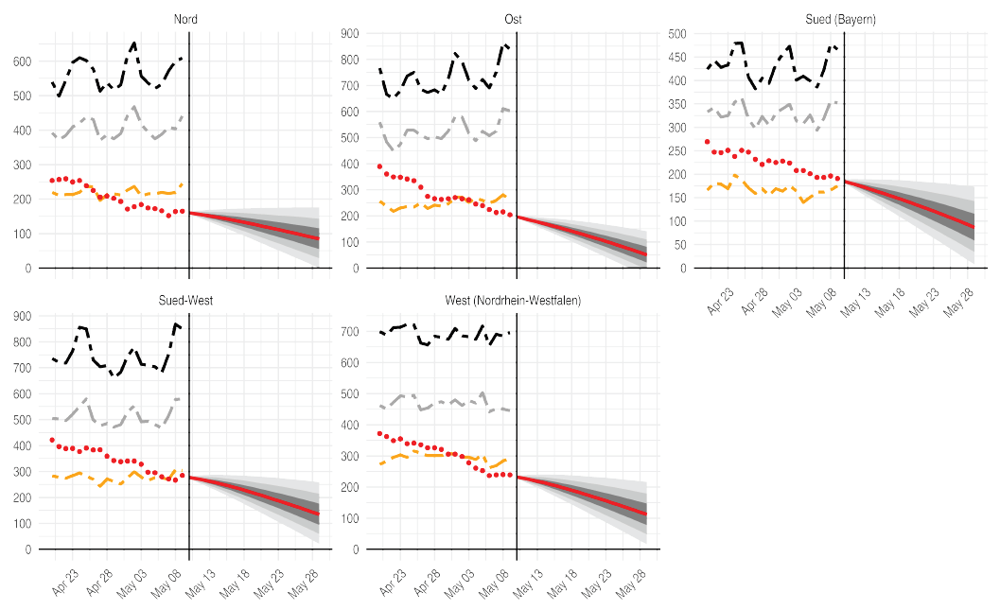 Nord
600
500
400
300
200
100
0
Ost
900
800
700
600
500
400
300
200
100
0
Sued (Bayern)
500
450
400
350
300
250
200
150
100
50
0
Apr 23
Apr 28
May 03
May 08
May 13
May 18
May 23
May 28
Sued-West
900
800
700
600
500
400
300
200
100
0
Apr 23
Apr 28
May 03
May 08
May 13
May 18
May 23
May 28
West (Nordrhein-Westfalen)
700
600
500
400
300
200
100
0
Apr 23
Apr 28
May 03
May 08
May 13
May 18
May 23
May 28